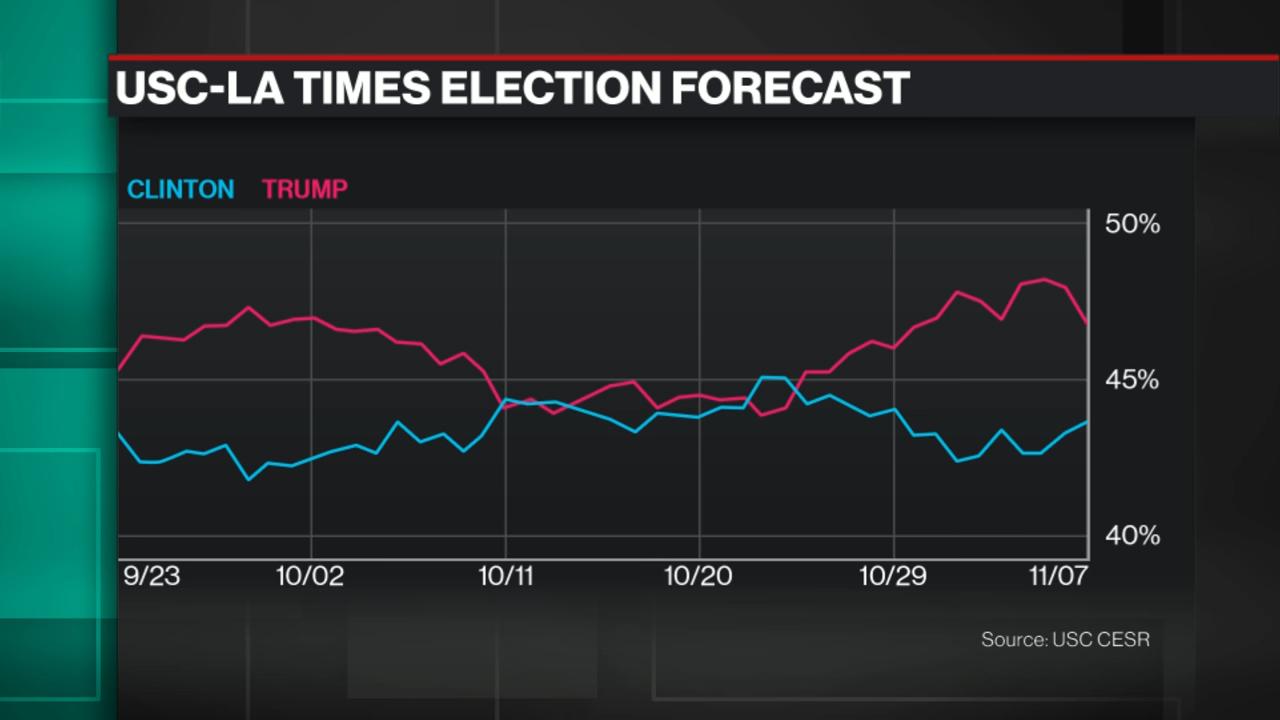 USC-LA TIMES ELECTION FORECAST
CLINTON TRUMP
50%
45%
40%
9/23 10/02 10/11 10/20 10/29 11/07
Source: USC CESR